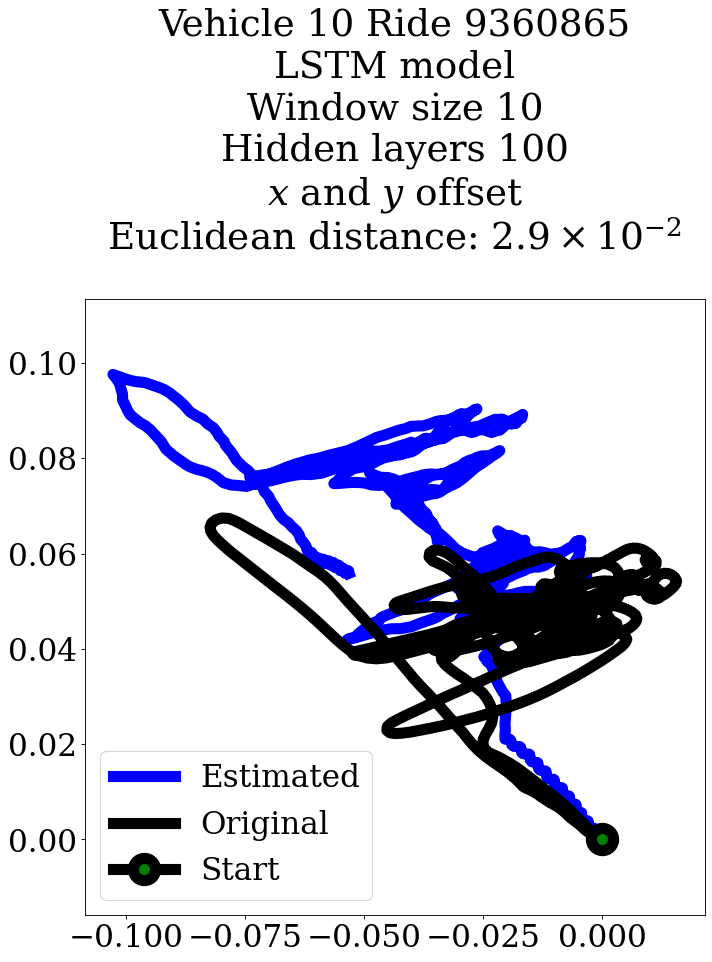 Vehicle 10 Ride 9360865
LSTM model
Window size 10
Hidden layers 100
x and y offset
Euclidean distance: 2.9 × 10⁻²
0.10
0.08
0.06
0.04
0.02
0.00
Estimated
Original
Start
−0.100 −0.075 −0.050 −0.025 0.000